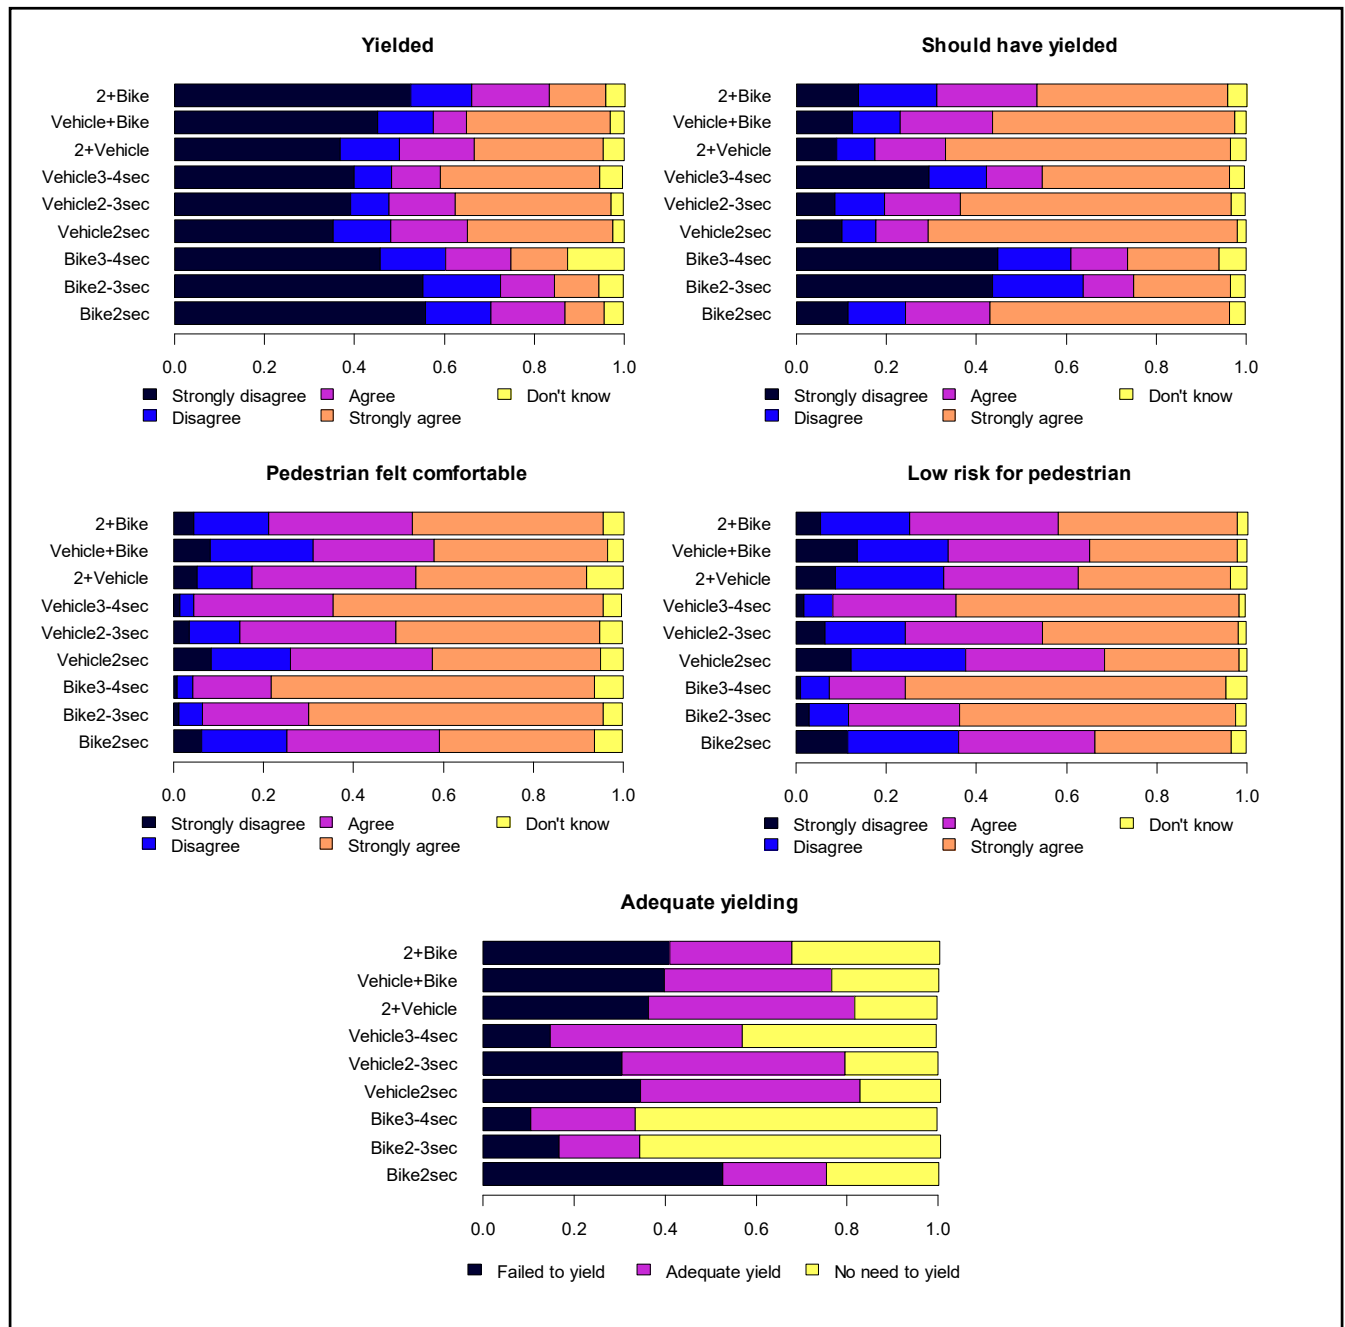 Yielded
2+Bike
Vehicle+Bike
2+Vehicle
Vehicle3-4sec
Vehicle2-3sec
Vehicle2sec
Bike3-4sec
Bike2-3sec
Bike2sec
0.0 0.2 0.4 0.6 0.8 1.0
Strongly disagree Agree Don't know
Disagree Strongly agree
Should have yielded
2+Bike
Vehicle+Bike
2+Vehicle
Vehicle3-4sec
Vehicle2-3sec
Vehicle2sec
Bike3-4sec
Bike2-3sec
Bike2sec
0.0 0.2 0.4 0.6 0.8 1.0
Strongly disagree Agree Don't know
Disagree Strongly agree
Pedestrian felt comfortable
2+Bike
Vehicle+Bike
2+Vehicle
Vehicle3-4sec
Vehicle2-3sec
Vehicle2sec
Bike3-4sec
Bike2-3sec
Bike2sec
0.0 0.2 0.4 0.6 0.8 1.0
Strongly disagree Agree Don't know
Disagree Strongly agree
Low risk for pedestrian
2+Bike
Vehicle+Bike
2+Vehicle
Vehicle3-4sec
Vehicle2-3sec
Vehicle2sec
Bike3-4sec
Bike2-3sec
Bike2sec
0.0 0.2 0.4 0.6 0.8 1.0
Strongly disagree Agree Don't know
Disagree Strongly agree
Adequate yielding
2+Bike
Vehicle+Bike
2+Vehicle
Vehicle3-4sec
Vehicle2-3sec
Vehicle2sec
Bike3-4sec
Bike2-3sec
Bike2sec
0.0 0.2 0.4 0.6 0.8 1.0
Failed to yield Adequate yield No need to yield